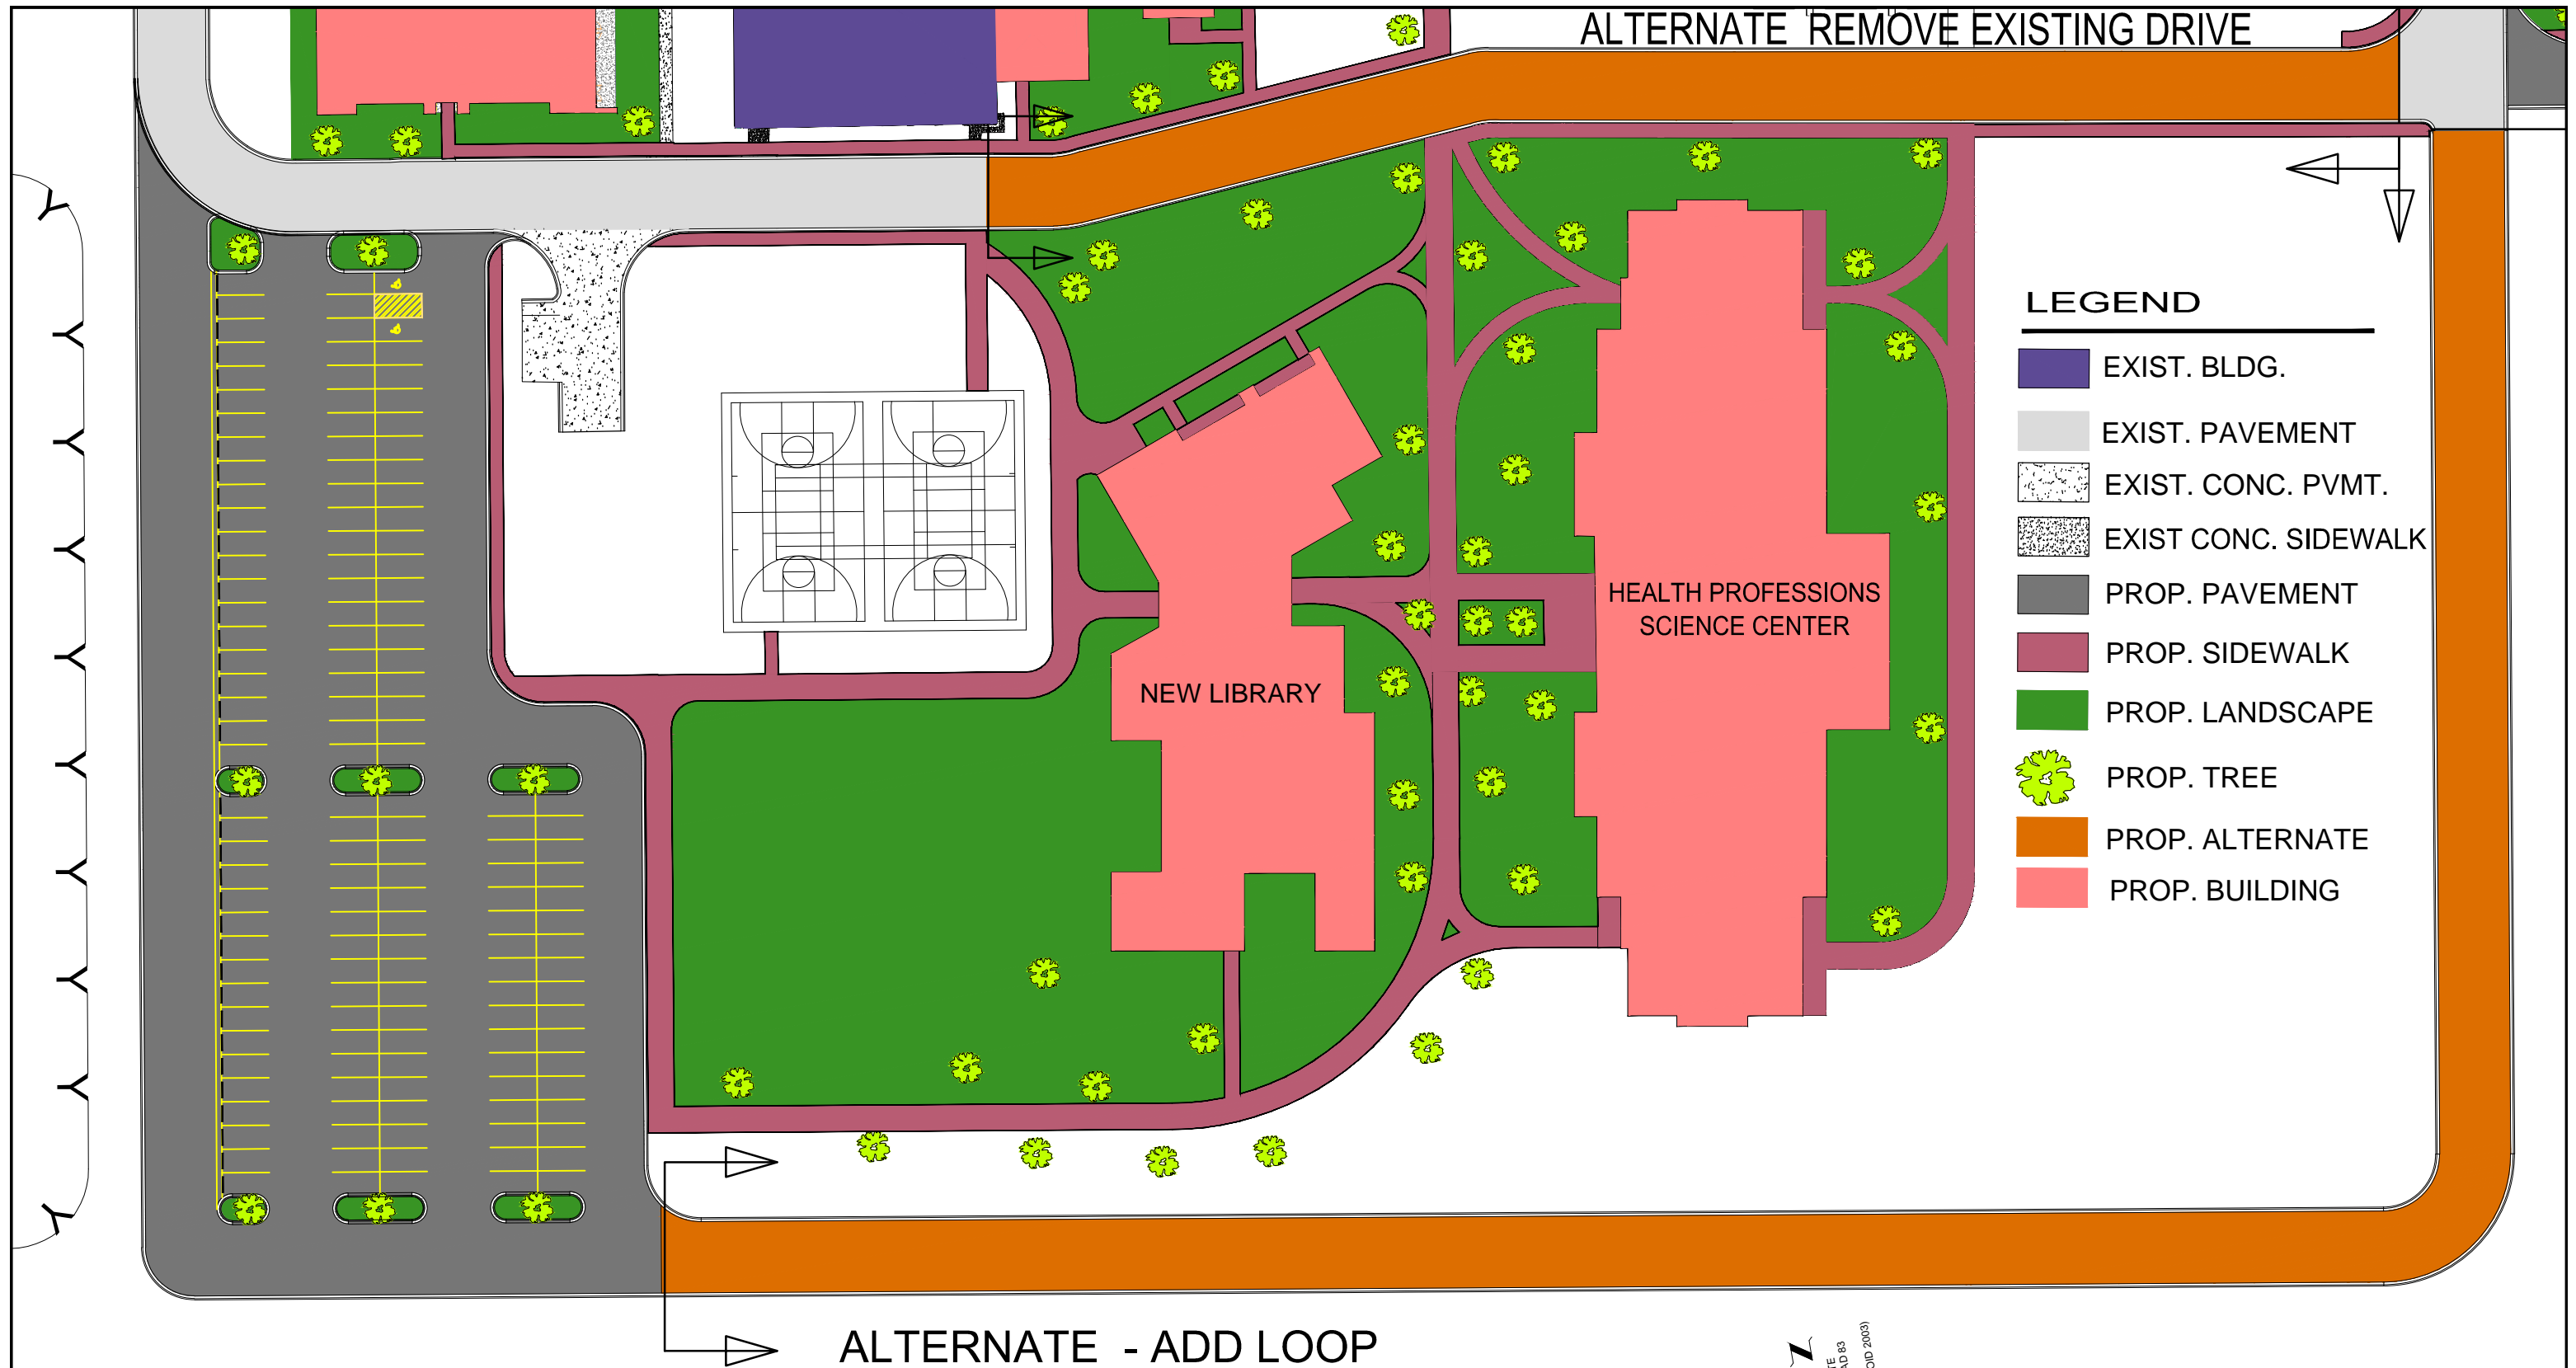 ALTERNATE REMOVE EXISTING DRIVE
LEGEND
EXIST. BLDG.
EXIST. PAVEMENT
EXIST. CONC. PVMT.
EXIST CONC. SIDEWALK
PROP. PAVEMENT
PROP. SIDEWALK
PROP. LANDSCAPE
PROP. TREE
PROP. ALTERNATE
PROP. BUILDING
HEALTH PROFESSIONS
SCIENCE CENTER
NEW LIBRARY
ALTERNATE - ADD LOOP
Z
2003)